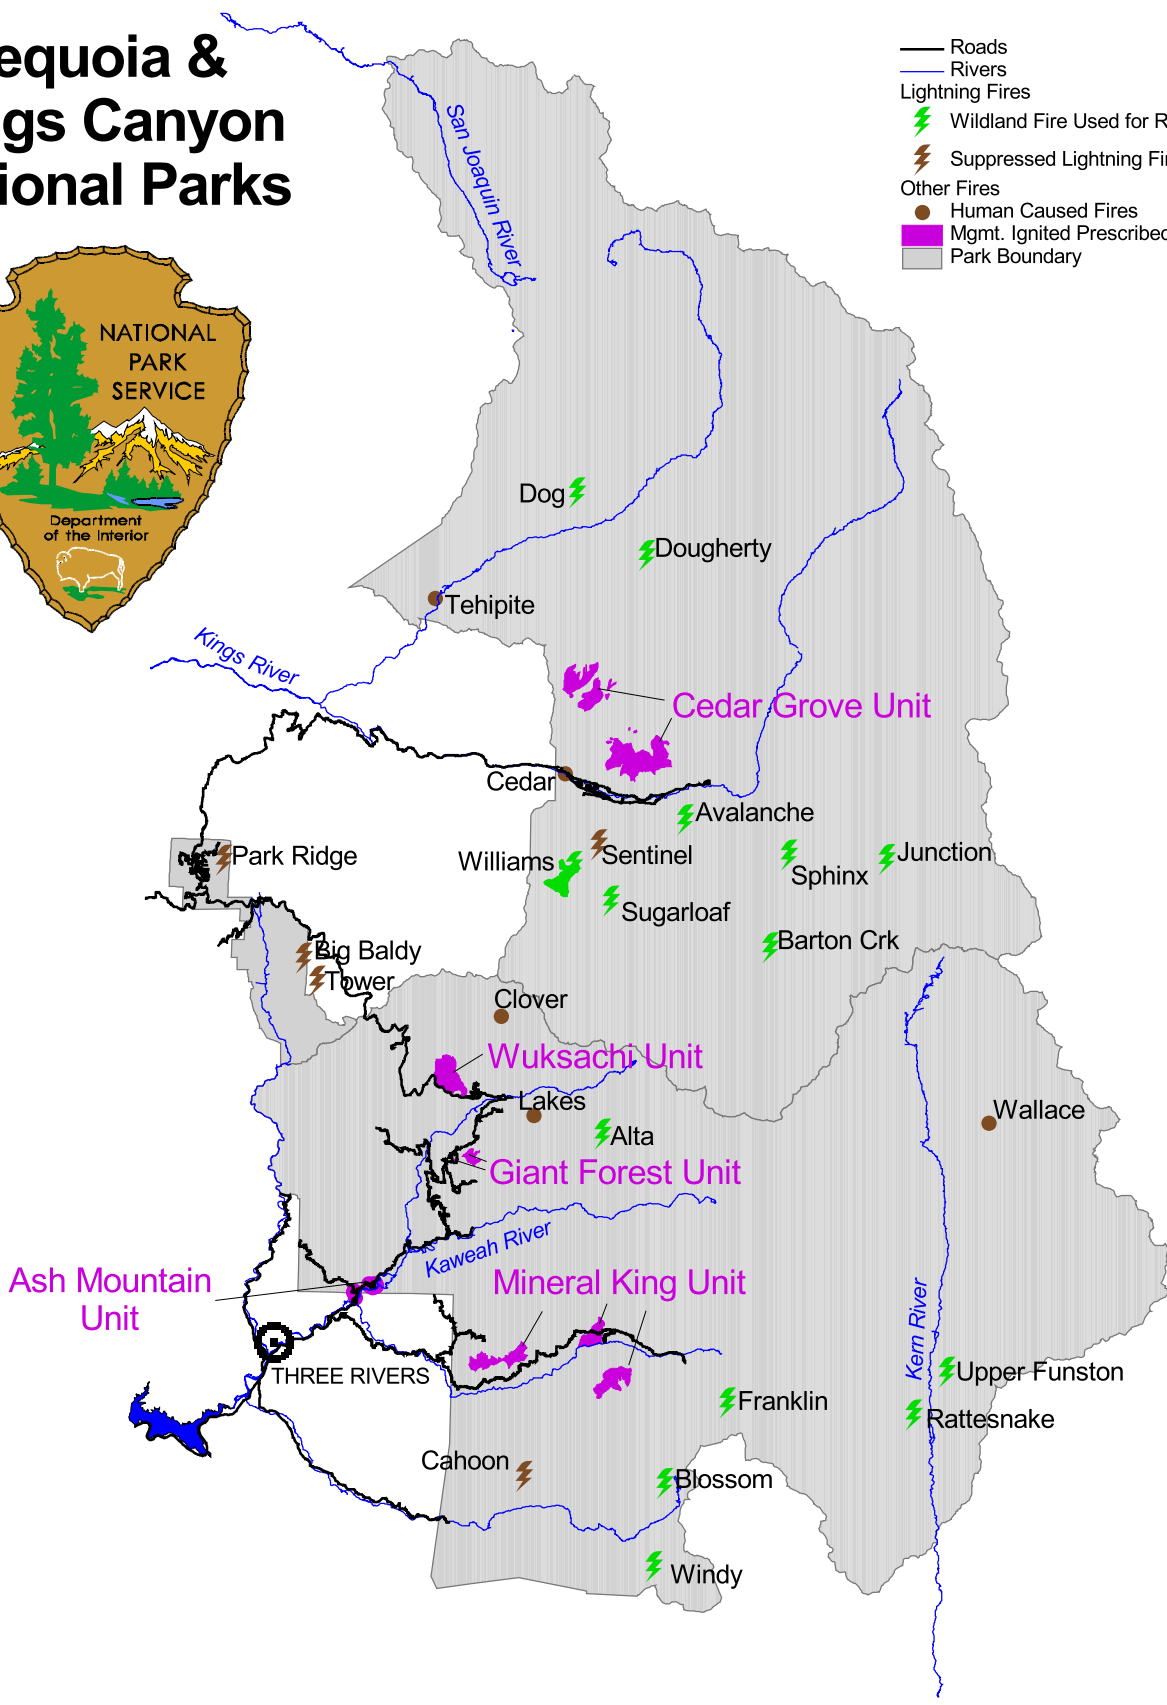 equoia &
gs Canyon
ional Parks
NATIONAL
PARK
SERVICE
Department
of the Interior
Roads
Rivers
Lightning Fires
Wildland Fire Used for R
Suppressed Lightning Fi
Other Fires
Human Caused Fires
Mgmt. Ignited Prescribed
Park Boundary
San Joaquin River
Dog
Dougherty
Tehipite
Kings River
Cedar Grove Unit
Cedar
Avalanche
Park Ridge
Williams
Sentinel
Sphinx
Junction
Sugarloaf
Barton Crk
Big Baldy
Tower
Clover
Wuksachi Unit
Lakes
Wallace
Alta
Giant Forest Unit
Kaweah River
Ash Mountain
Unit
Mineral King Unit
Kern River
THREE RIVERS
Upper Funston
Franklin
Rattesnake
Cahoon
Blossom
Windy